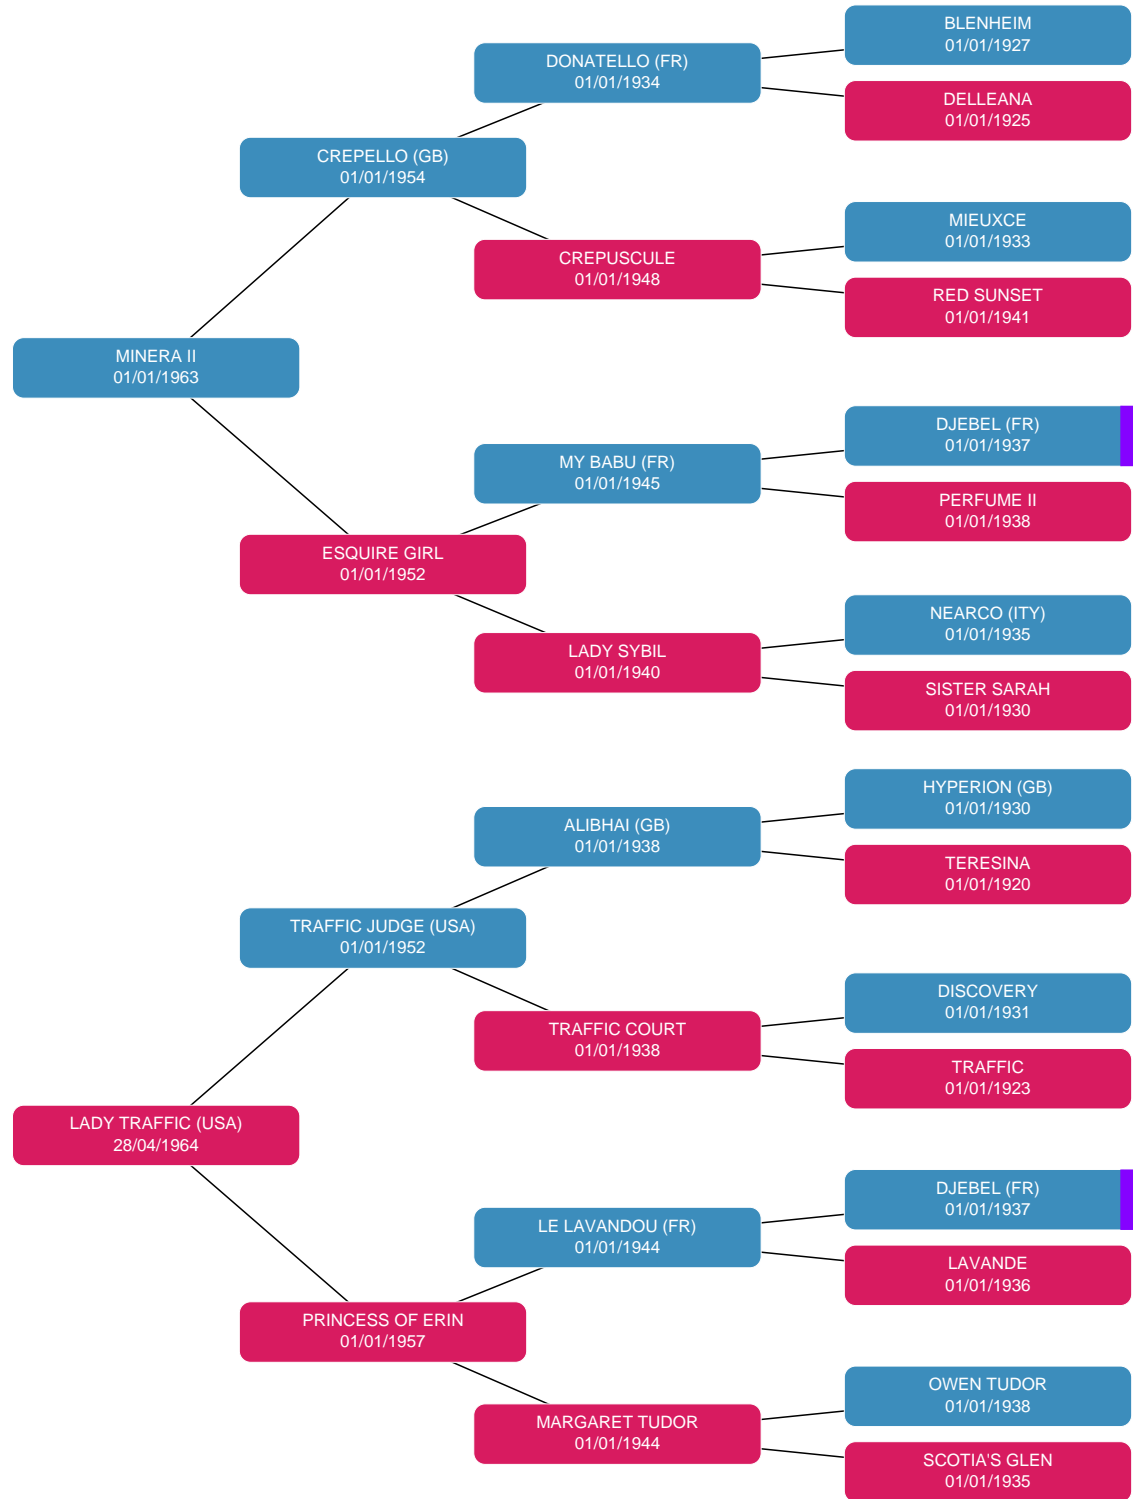 BLENHEIM
01/01/1927
DONATELLO (FR)
01/01/1934
DELLEANA
01/01/1925
CREPELLO (GB)
01/01/1954
MIEUXCE
01/01/1933
CREPUSCULE
01/01/1948
RED SUNSET
01/01/1941
MINERA II
01/01/1963
DJEBEL (FR)
01/01/1937
MY BABU (FR)
01/01/1945
PERFUME II
01/01/1938
ESQUIRE GIRL
01/01/1952
NEARCO (ITY)
01/01/1935
LADY SYBIL
01/01/1940
SISTER SARAH
01/01/1930
HYPERION (GB)
01/01/1930
ALIBHAI (GB)
01/01/1938
TERESINA
01/01/1920
TRAFFIC JUDGE (USA)
01/01/1952
DISCOVERY
01/01/1931
TRAFFIC COURT
01/01/1938
TRAFFIC
01/01/1923
LADY TRAFFIC (USA)
28/04/1964
DJEBEL (FR)
01/01/1937
LE LAVANDOU (FR)
01/01/1944
LAVANDE
01/01/1936
PRINCESS OF ERIN
01/01/1957
OWEN TUDOR
01/01/1938
MARGARET TUDOR
01/01/1944
SCOTIA'S GLEN
01/01/1935